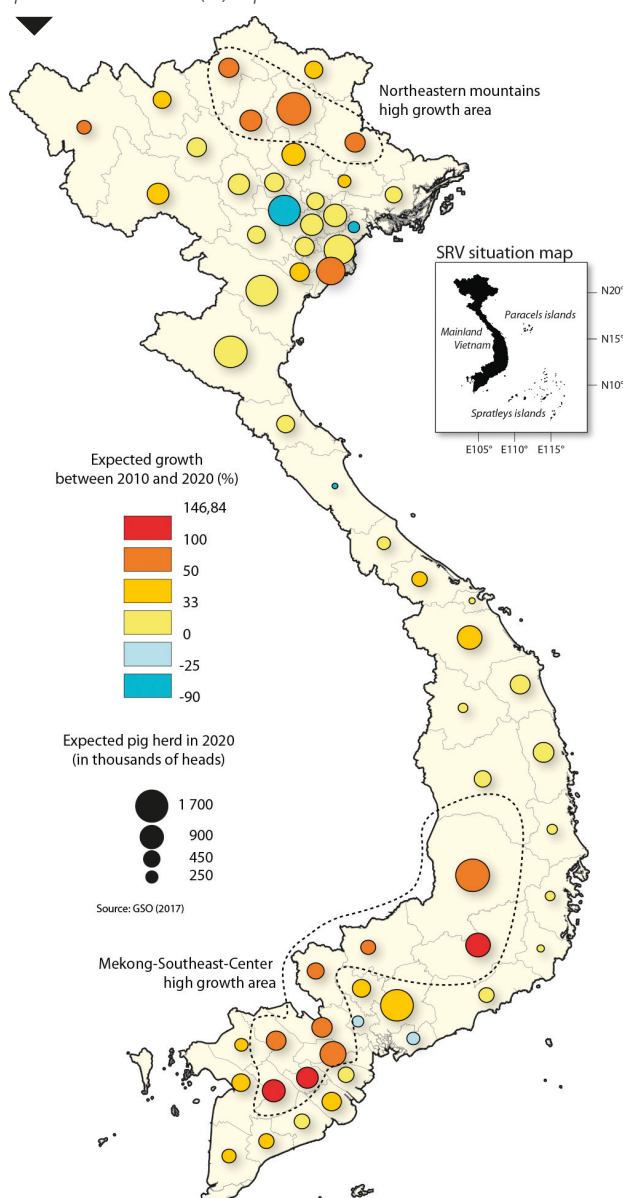 Northeastern mountains
high growth area
SRV situation map
N20°
Paracels islands
Mainland
Vietnam
N15°
N10°
Spratleys islands
E105°
E110°
E115°
Expected growth
between 2010 and 2020 (%)
146,84
100
50
33
0
-25
-90
Expected pig herd in 2020
(in thousands of heads)
1 700
900
450
250
Source: GSO (2017)
Mekong-Southeast-Center
high growth area